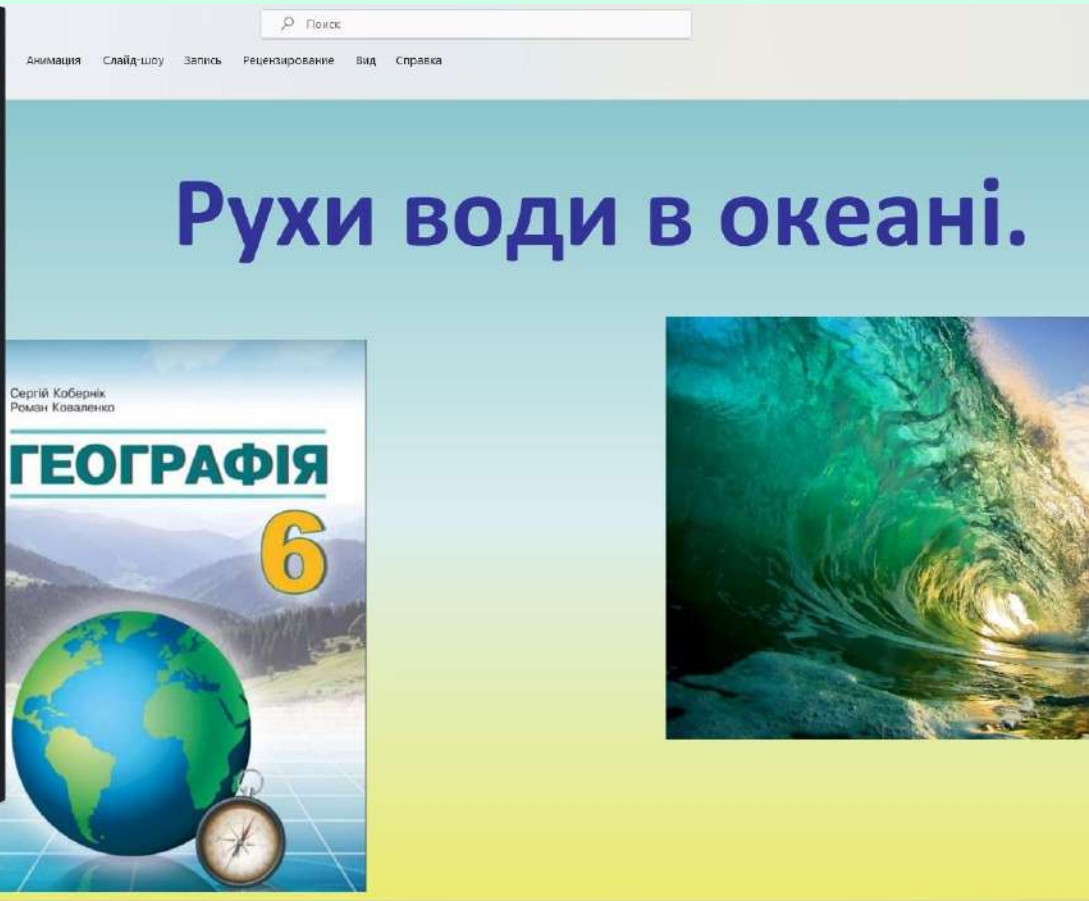 Поиск
Анимация Слайд-шоу Запись Рецензирование Вид Справка
Рухи води в океані.
Сергій Кобернік
Роман Коваленко
ГЕОГРАФІЯ
6